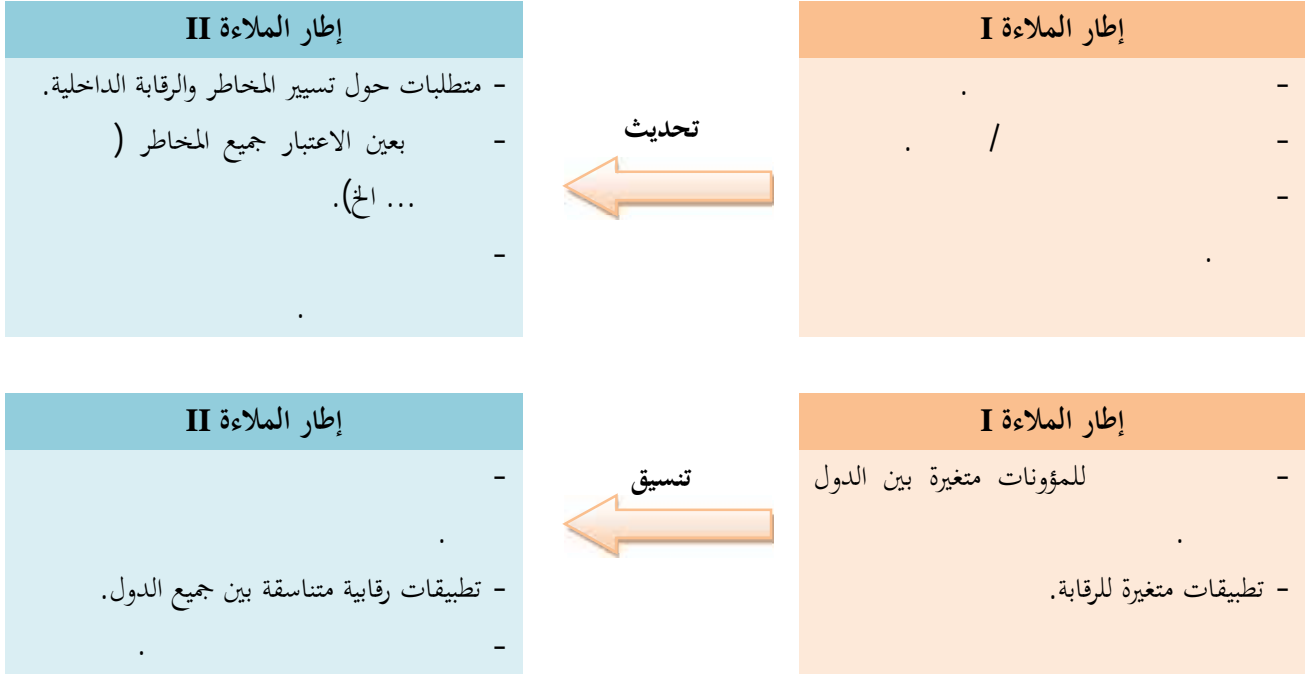 إطار الملاءة I
-                    .
-          /        .
-
.
تحديث
إطار الملاءة II
- متطلبات حول تسيير المخاطر والرقابة الداخلية.
- بعين الاعتبار جميع المخاطر (
... الخ).
-
.
إطار الملاءة I
- للمؤونات متغيرة بين الدول
.
- تطبيقات متغيرة للرقابة.
تنسيق
إطار الملاءة II
-
.
- تطبيقات رقابية متناسقة بين جميع الدول.
-                    .